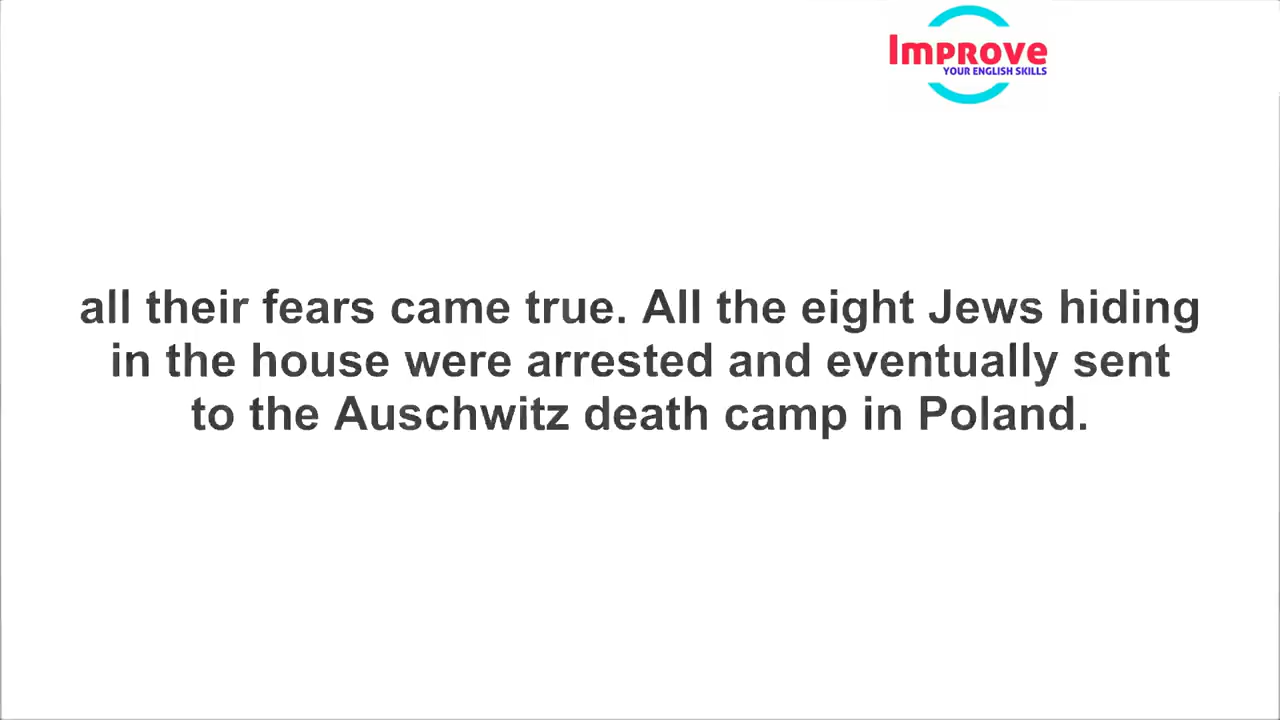 Improve
YOUR ENGLISH SKILLS
all their fears came true. All the eight Jews hiding
in the house were arrested and eventually sent
to the Auschwitz death camp in Poland.